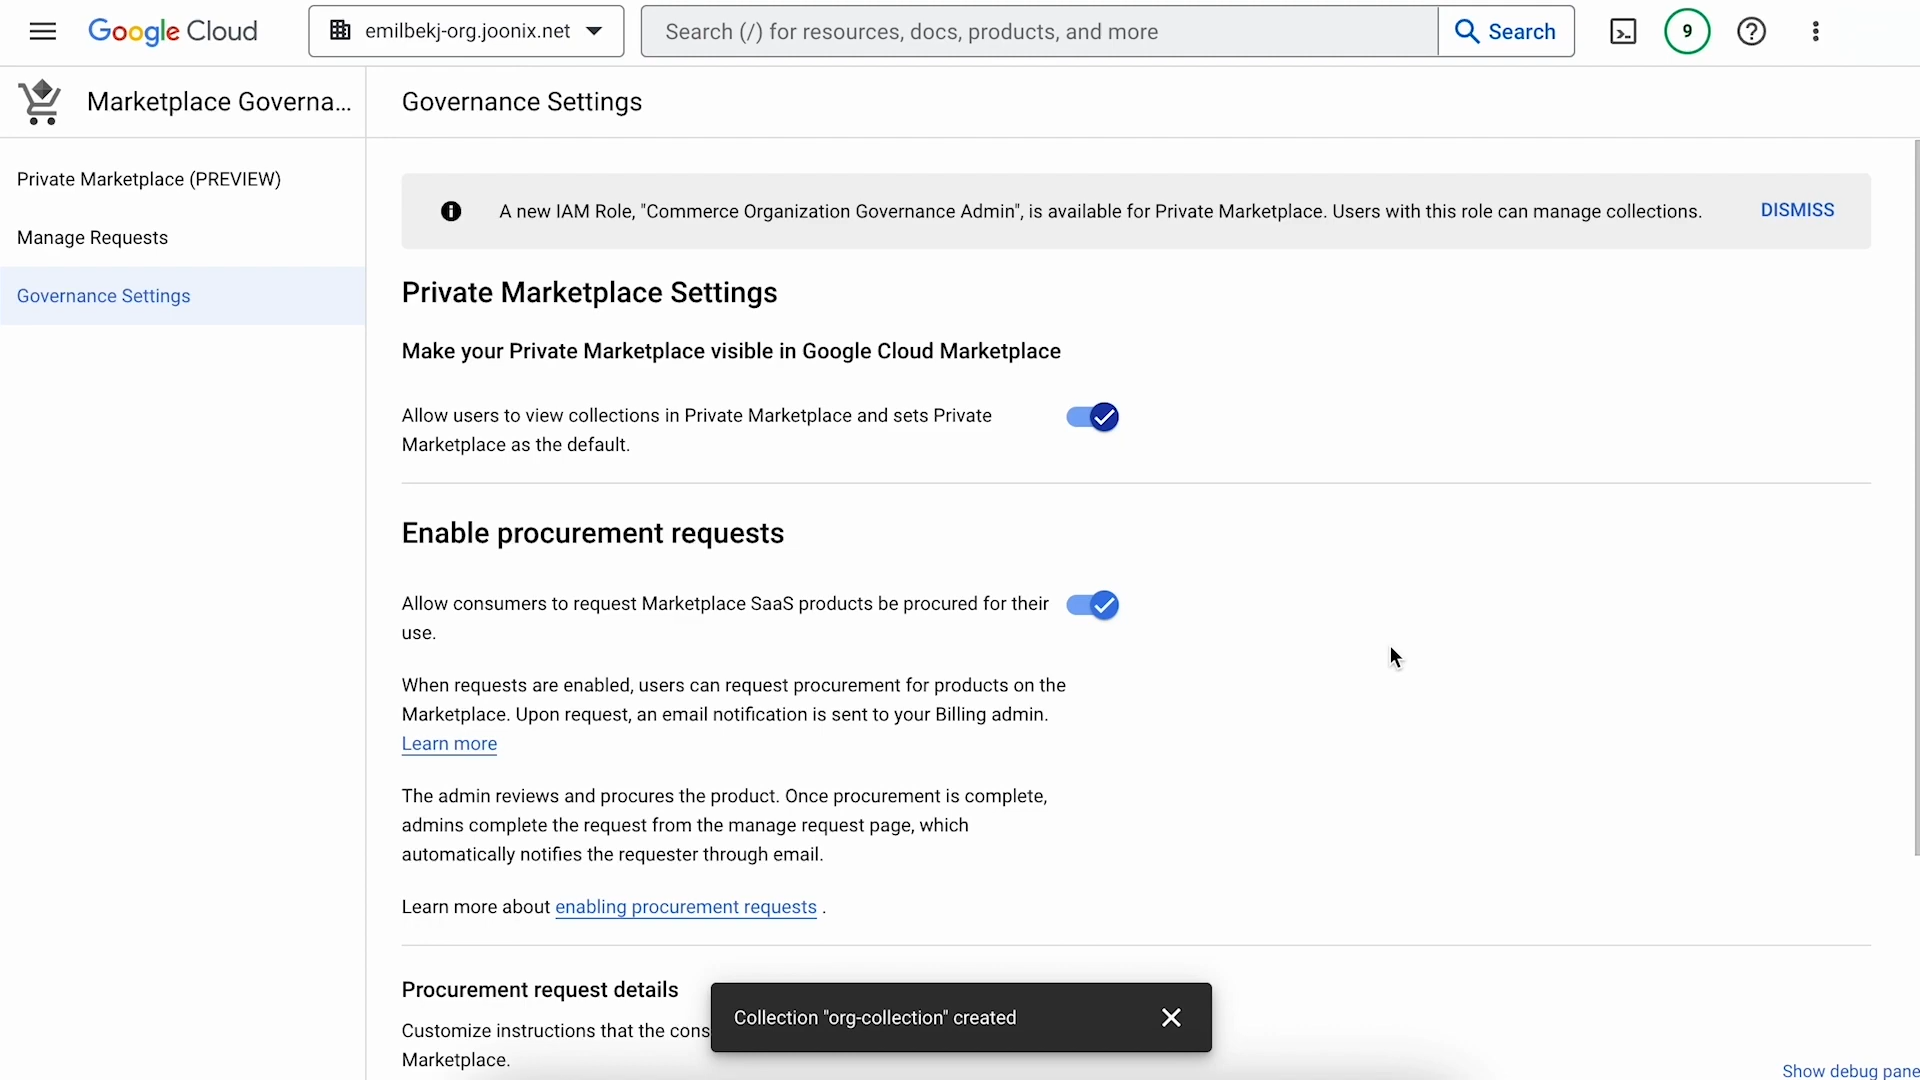 Google Cloud
emilbekj-org.joonix.net
Search (/) for resources, docs, products, and more
Search
9
Marketplace Governa...
Governance Settings
Private Marketplace (PREVIEW)
Manage Requests
Governance Settings
A new IAM Role, "Commerce Organization Governance Admin", is available for Private Marketplace. Users with this role can manage collections.
DISMISS
Private Marketplace Settings
Make your Private Marketplace visible in Google Cloud Marketplace
Allow users to view collections in Private Marketplace and sets Private
Marketplace as the default.
Enable procurement requests
Allow consumers to request Marketplace SaaS products be procured for their
use.
When requests are enabled, users can request procurement for products on the
Marketplace. Upon request, an email notification is sent to your Billing admin.
Learn more
The admin reviews and procures the product. Once procurement is complete,
admins complete the request from the manage request page, which
automatically notifies the requester through email.
Learn more about enabling procurement requests .
Procurement request details
Customize instructions that the cons
Marketplace.
Collection "org-collection" created
Show debug pane